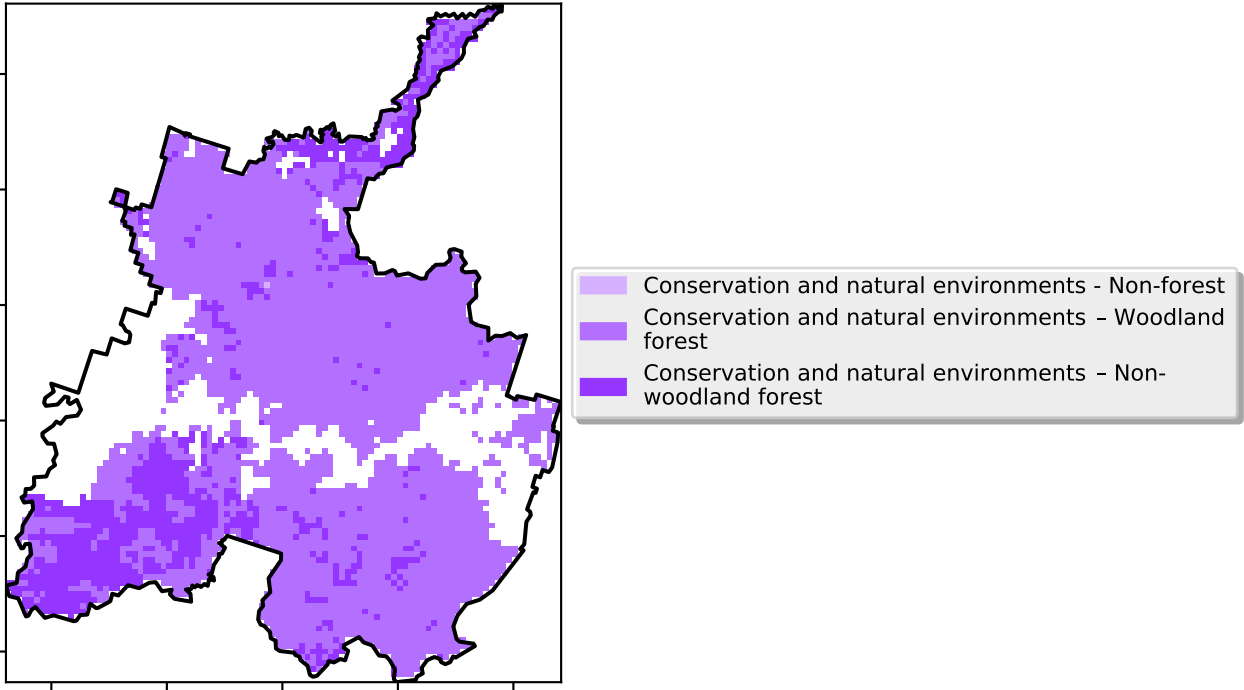 Conservation and natural environments - Non-forest
Conservation and natural environments – Woodland
forest
Conservation and natural environments – Non-
woodland forest